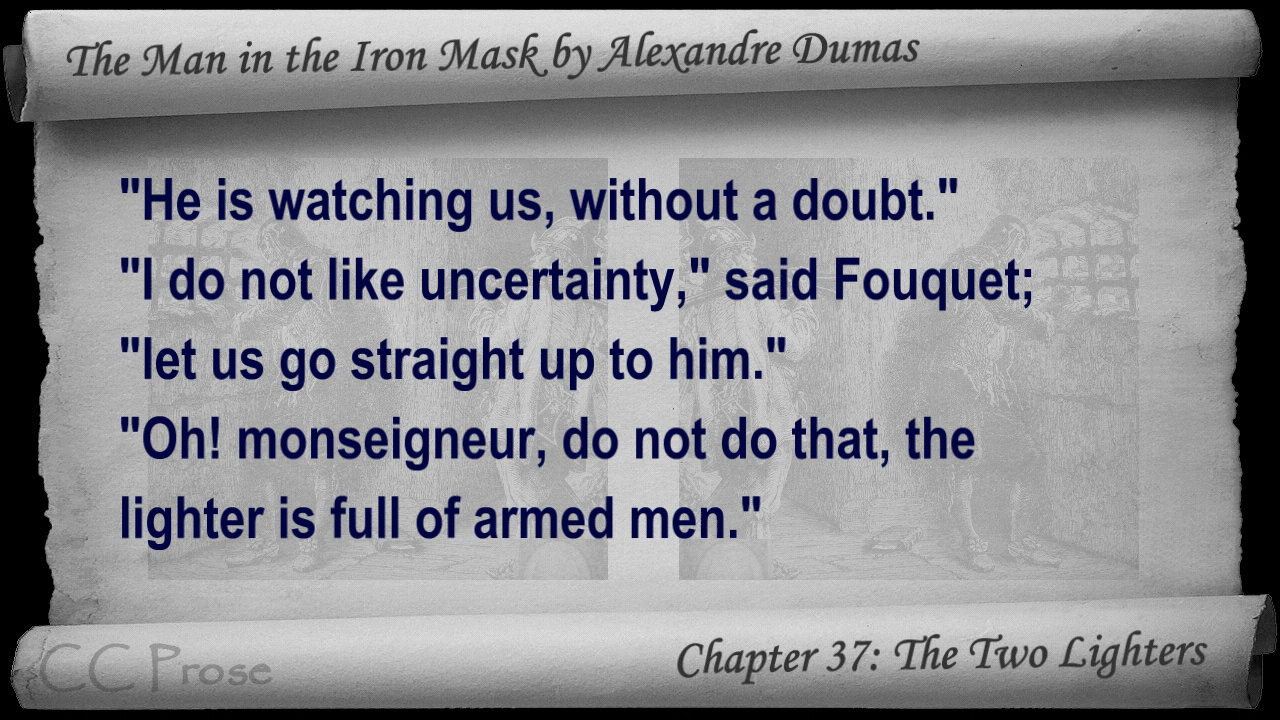 The Man in the Iron Mask by Alexandre Dumas
"He is watching us, without a doubt."
"I do not like uncertainty," said Fouquet;
"let us go straight up to him."
"Oh! monseigneur, do not do that, the
lighter is full of armed men."
CC Prose
Chapter 37: The Two Lighters